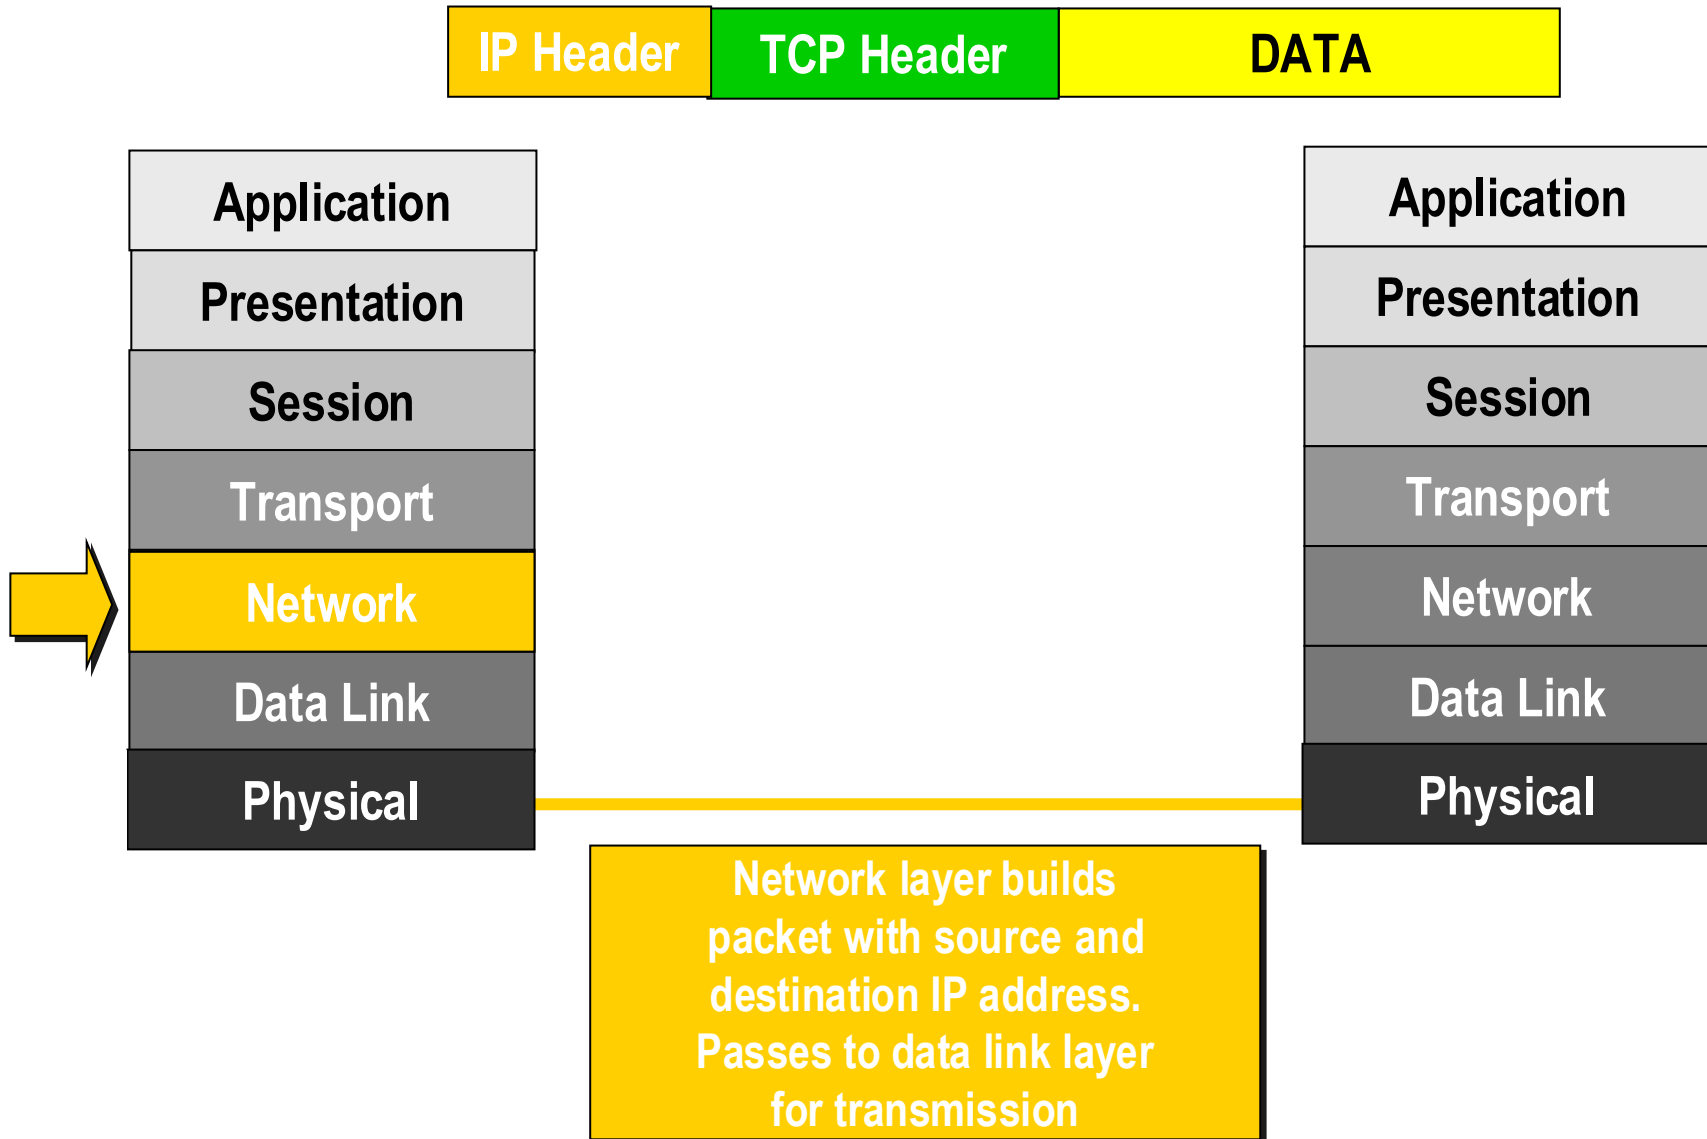 IP Header TCP Header DATA
Application
Presentation
Session
Transport
Network
Data Link
Physical
Application
Presentation
Session
Transport
Network
Data Link
Physical
Network layer builds
packet with source and
destination IP address.
Passes to data link layer
for transmission